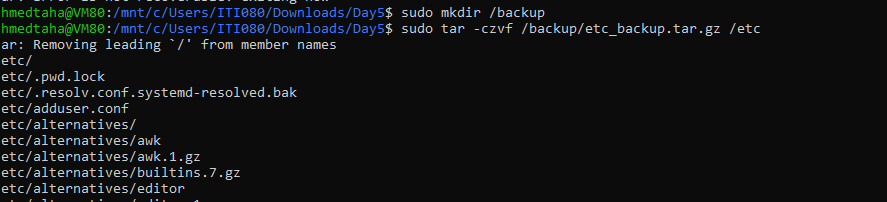 hmedtaha@VM80:/mnt/c/Users/ITI080/Downloads/Day5$ sudo mkdir /backup
hmedtaha@VM80:/mnt/c/Users/ITI080/Downloads/Day5$ sudo tar -czvf /backup/etc_backup.tar.gz /etc
ar: Removing leading `/' from member names
etc/
etc/.pwd.lock
etc/.resolv.conf.systemd-resolved.bak
etc/adduser.conf
etc/alternatives/
etc/alternatives/awk
etc/alternatives/awk.1.gz
etc/alternatives/builtins.7.gz
etc/alternatives/editor